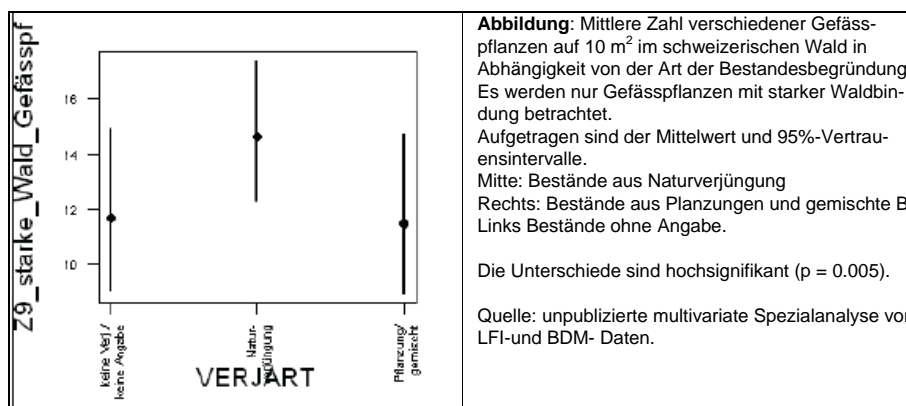 Z9_starke_Wald_Gefässpf
16
14
12
10
keine Verj /
keine Angabe
Natur-
verjüngung
Pflanzung/
gemischt
VERJART
Abbildung: Mittlere Zahl verschiedener Gefäss-
pflanzen auf 10 m² im schweizerischen Wald in
Abhängigkeit von der Art der Bestandesbegründung
Es werden nur Gefässpflanzen mit starker Waldbin-
dung betrachtet.
Aufgetragen sind der Mittelwert und 95%-Vertrau-
ensintervalle.
Mitte: Bestände aus Naturverjüngung
Rechts: Bestände aus Planzungen und gemischte B
Links Bestände ohne Angabe.
Die Unterschiede sind hochsignifikant (p = 0.005).
Quelle: unpublizierte multivariate Spezialanalyse vo
LFI-und BDM- Daten.